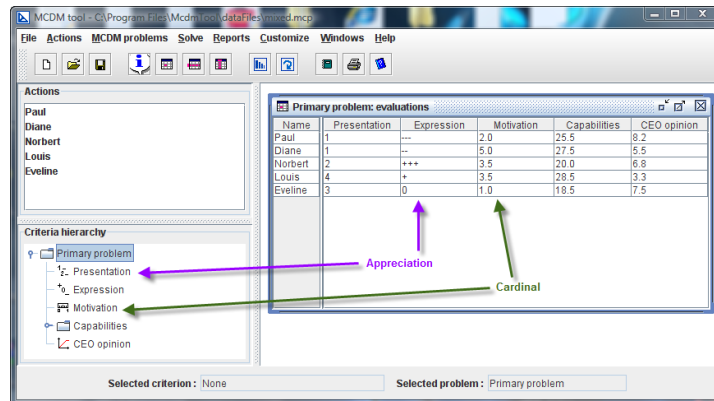 MCDM tool - C:\Program Files\McdmTool\dataFiles\mixed.mcp
File Actions MCDM problems Solve Reports Customize Windows Help
Actions
Paul
Diane
Norbert
Louis
Eveline
Primary problem: evaluations
Name Presentation Expression Motivation Capabilities CEO opinion
Paul 1 --- 2.0 25.5 8.2
Diane 1 -- 5.0 27.5 5.5
Norbert 2 +++ 3.5 20.0 6.8
Louis 4 + 3.5 28.5 3.3
Eveline 3 0 1.0 18.5 7.5
Criteria hierarchy
Primary problem
Presentation
Expression
Motivation
Capabilities
CEO opinion
Appreciation
Cardinal
Selected criterion : None Selected problem : Primary problem